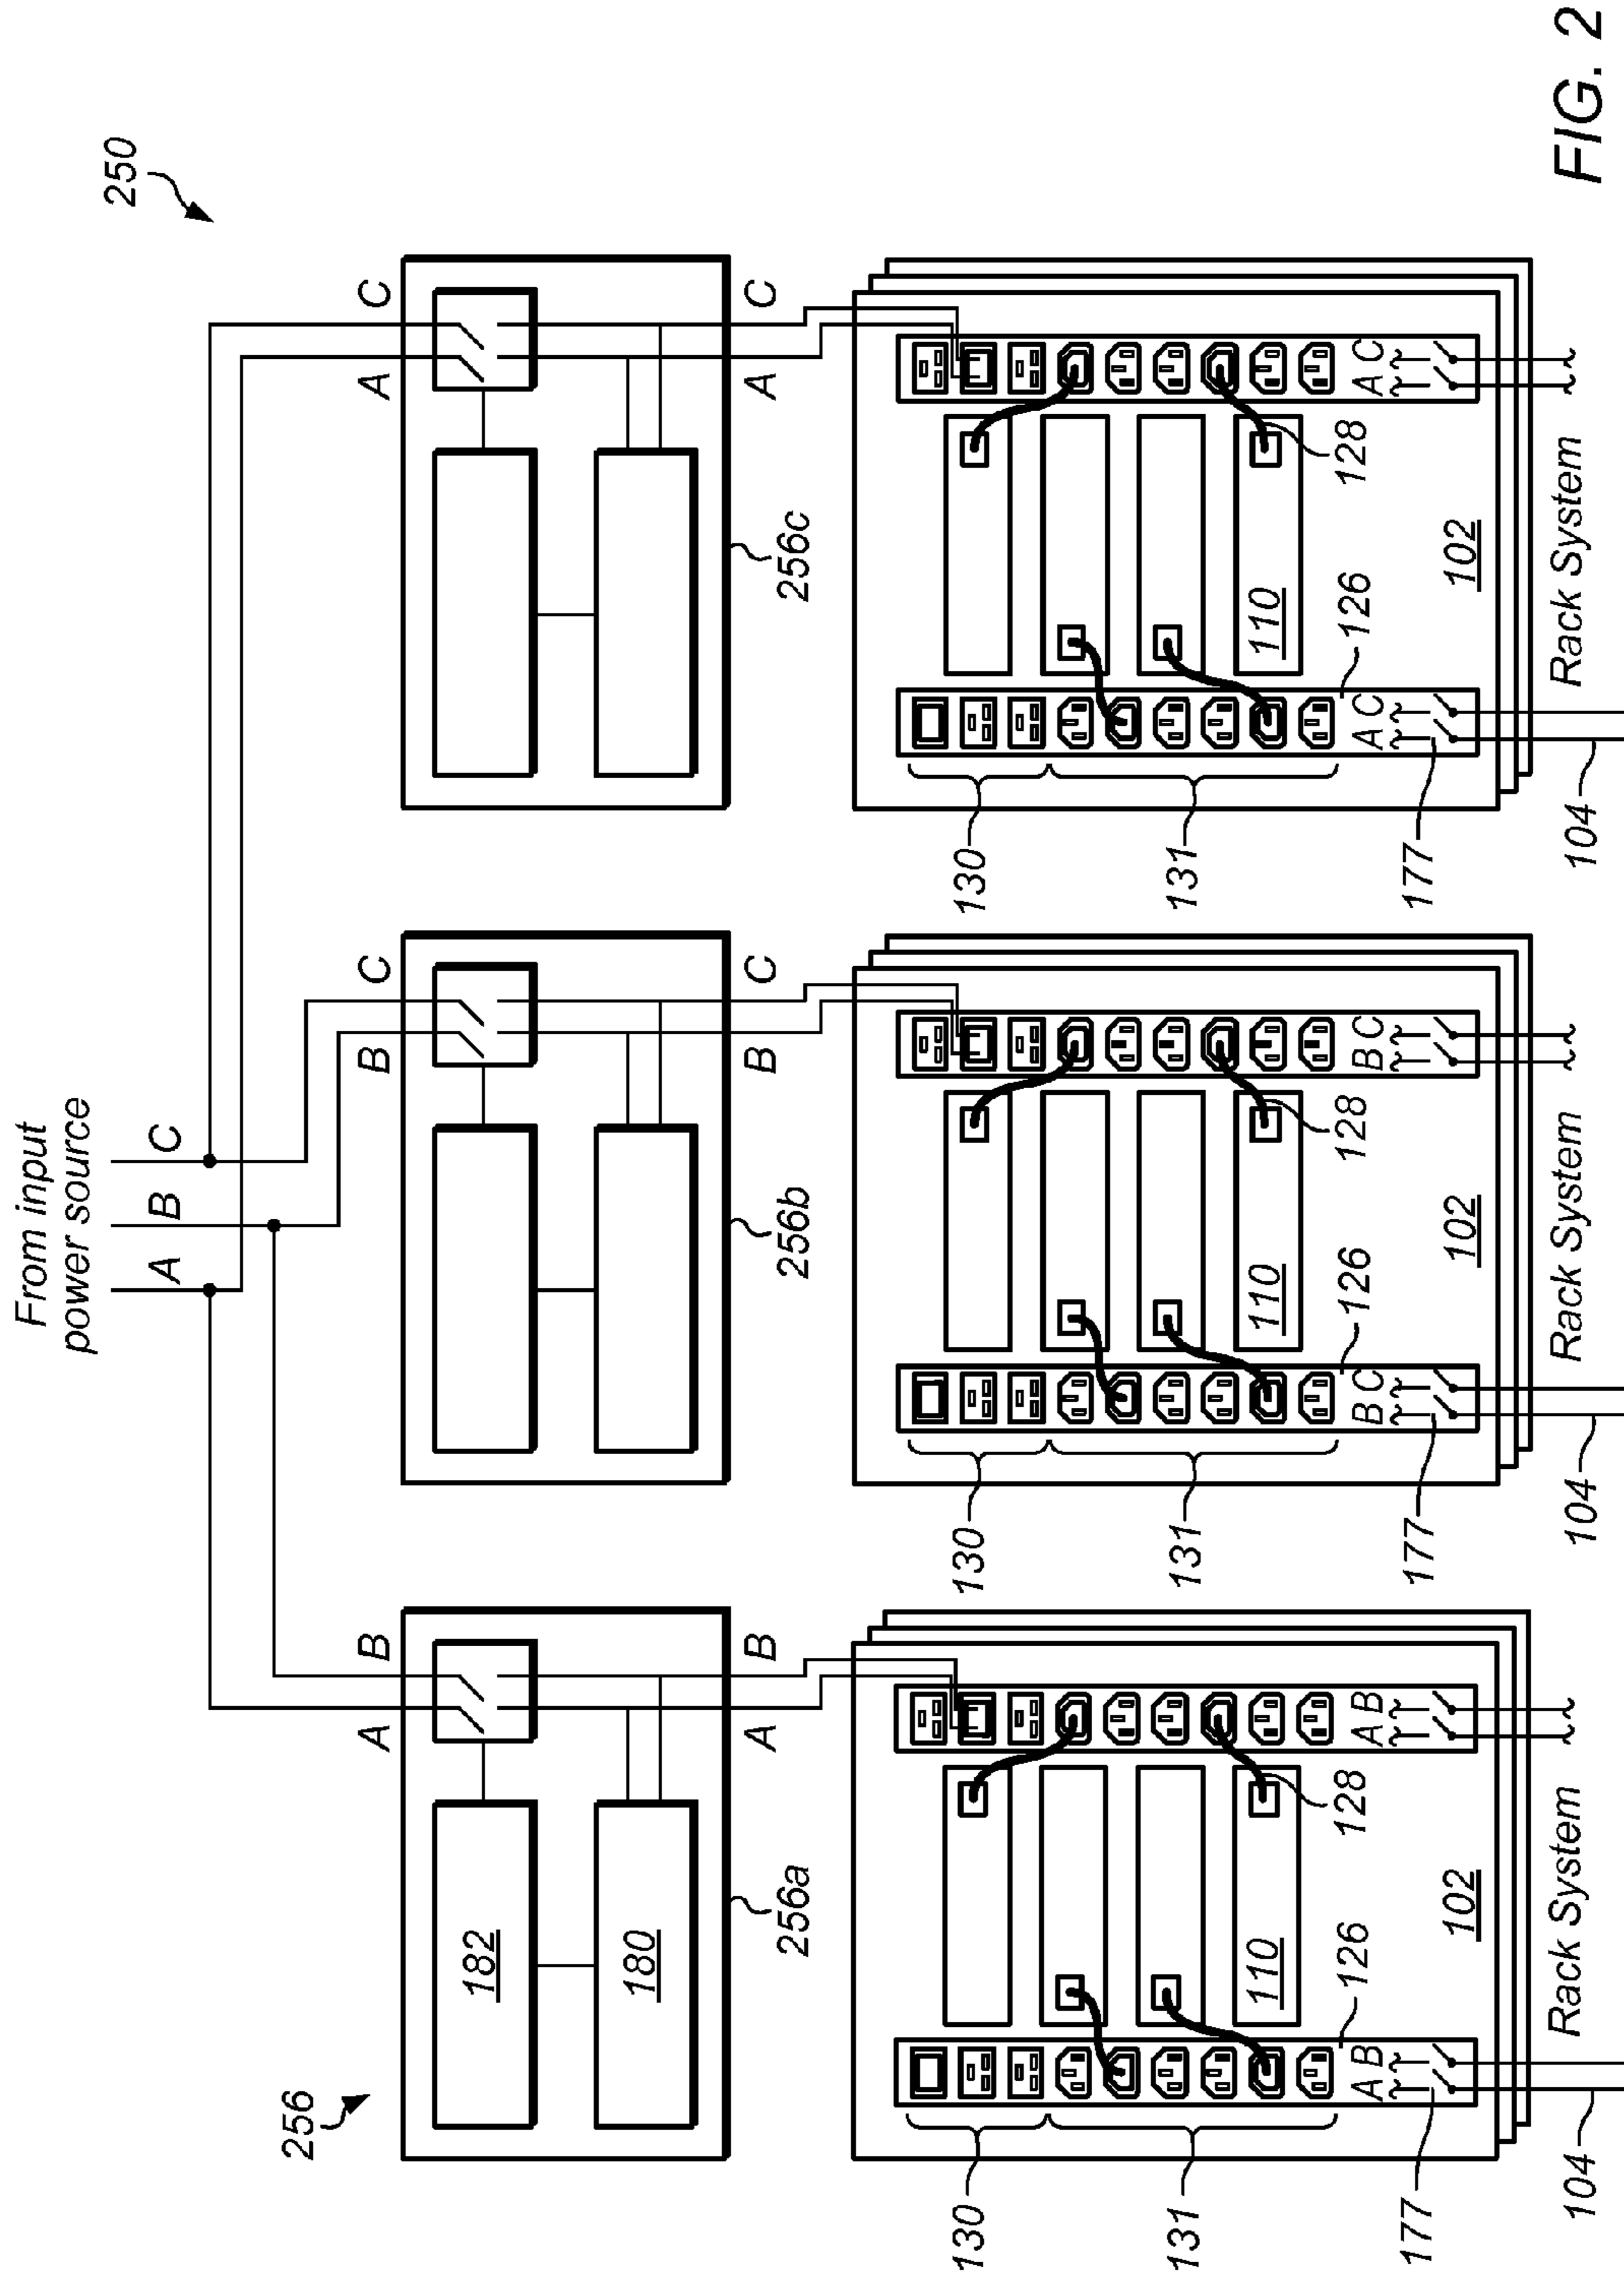 250
From input
power source
A B C
256
A B
B C
A C
182
180
256a
256b
256c
A B
B C
A C
130
131
177
104
110
128
126
A B
A B
102
Rack System
130
131
177
104
110
128
126
B C
B C
102
Rack System
130
131
177
104
110
128
126
A C
A C
102
Rack System
FIG. 2